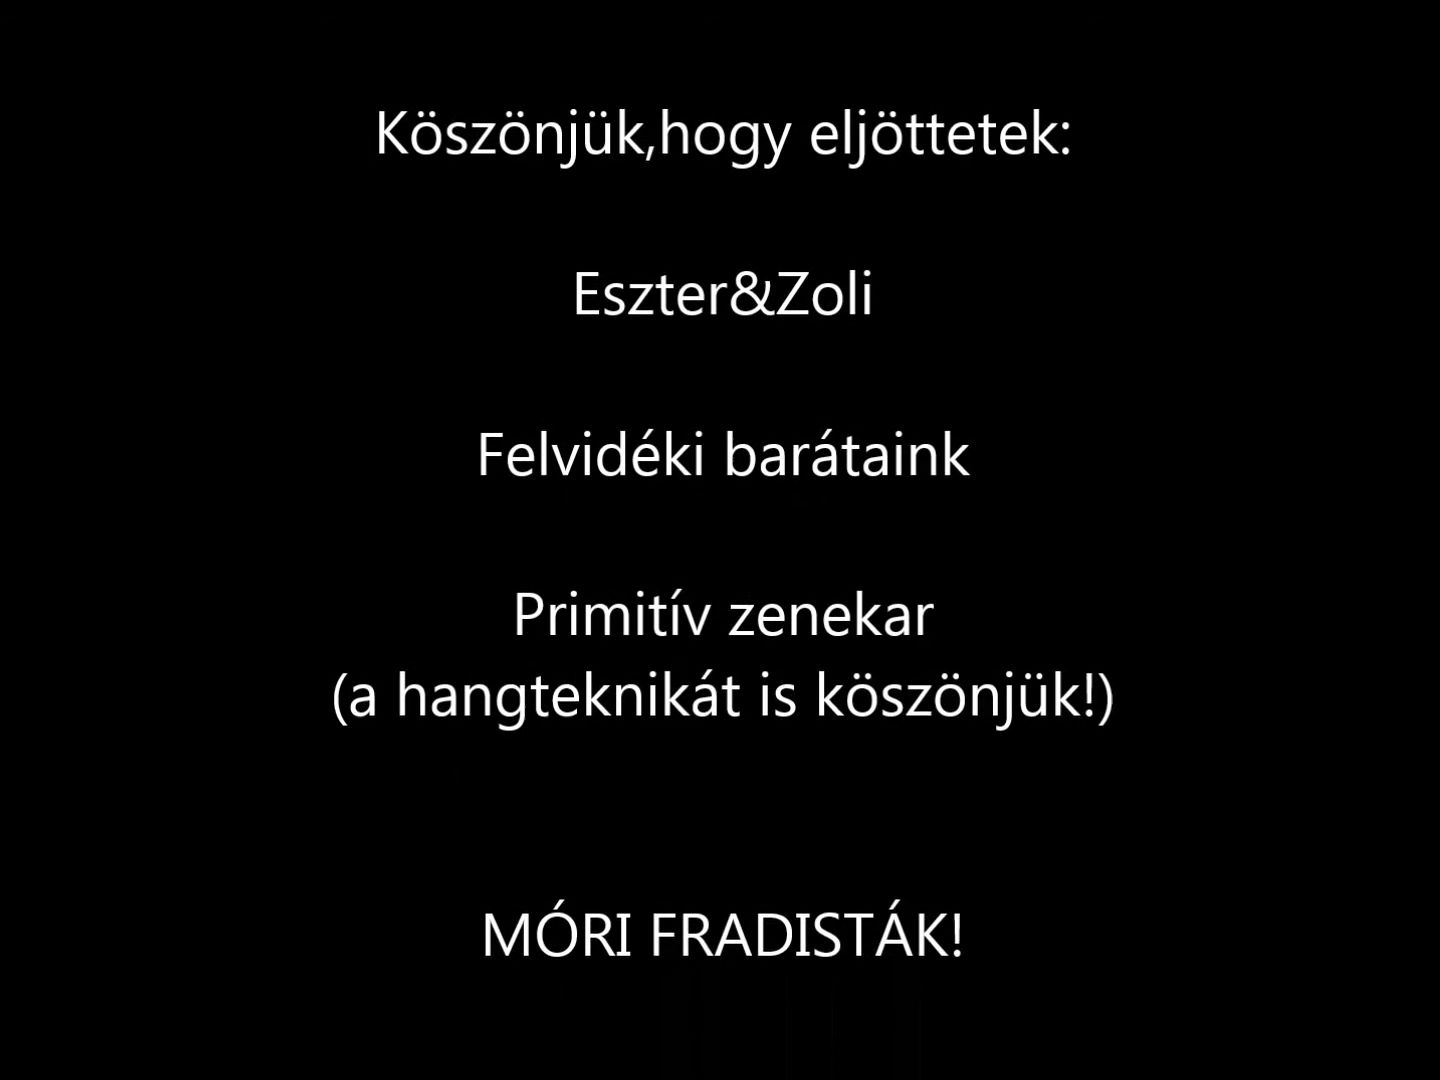 Köszönjük,hogy eljöttetek:
Eszter&Zoli
Felvidéki barátaink
Primitív zenekar
(a hangteknikát is köszönjük!)
MÓRI FRADISTÁK!